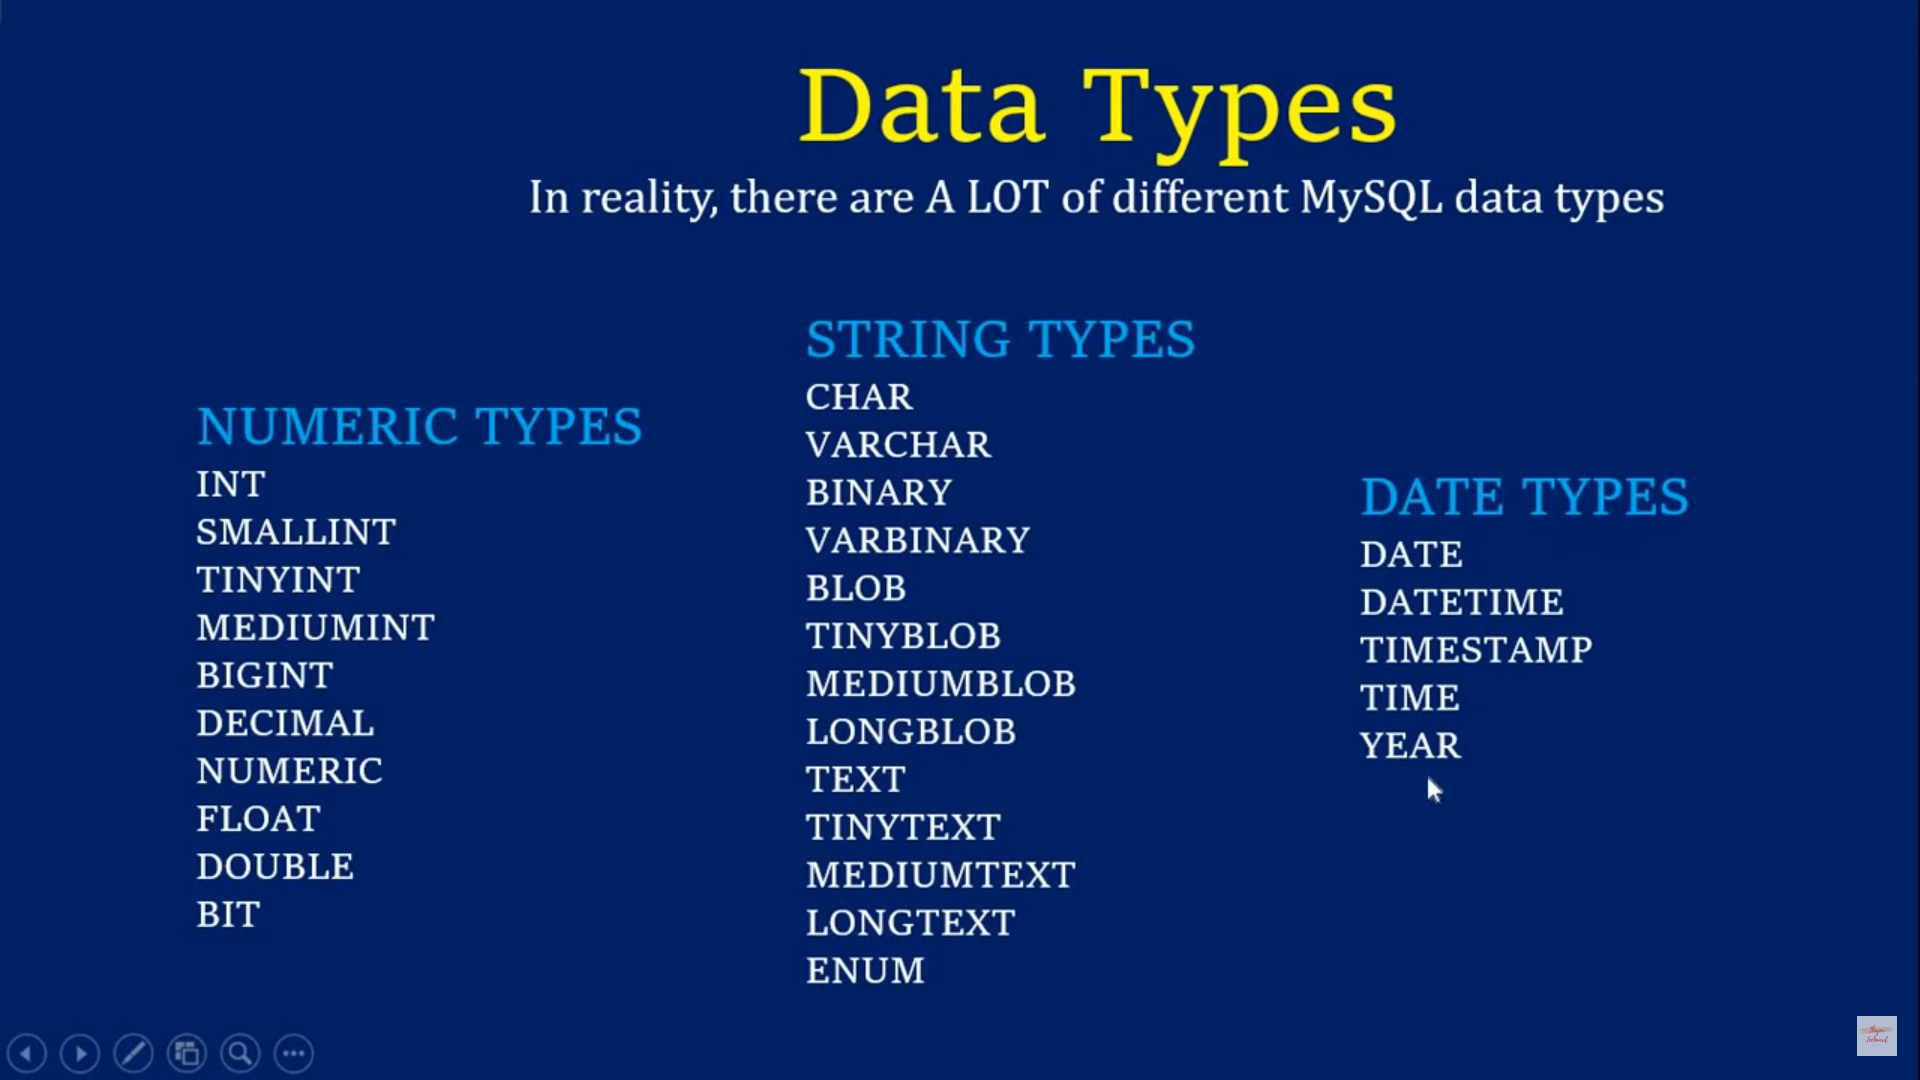 Data Types
In reality, there are A LOT of different MySQL data types
NUMERIC TYPES
INT
SMALLINT
TINYINT
MEDIUMINT
BIGINT
DECIMAL
NUMERIC
FLOAT
DOUBLE
BIT
STRING TYPES
CHAR
VARCHAR
BINARY
VARBINARY
BLOB
TINYBLOB
MEDIUMBLOB
LONGBLOB
TEXT
TINYTEXT
MEDIUMTEXT
LONGTEXT
ENUM
DATE TYPES
DATE
DATETIME
TIMESTAMP
TIME
YEAR